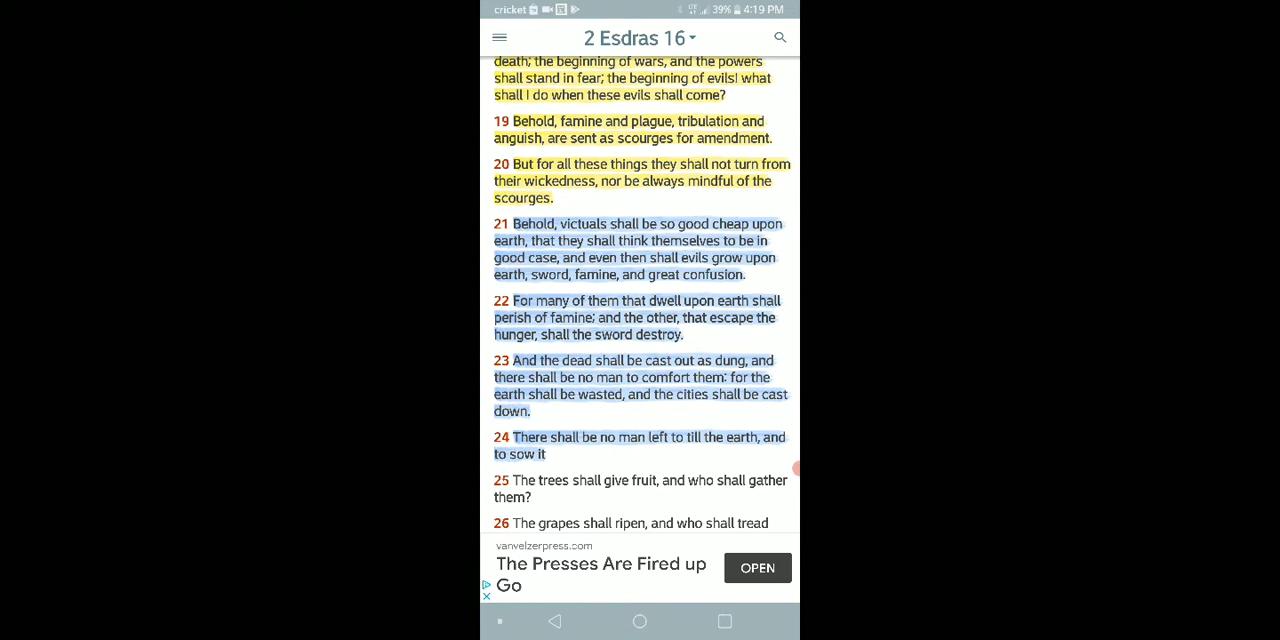 cricket 39% 4:19 PM
2 Esdras 16
death; the beginning of wars, and the powers
shall stand in fear; the beginning of evils! what
shall I do when these evils shall come?
19 Behold, famine and plague, tribulation and
anguish, are sent as scourges for amendment.
20 But for all these things they shall not turn from
their wickedness, nor be always mindful of the
scourges.
21 Behold, victuals shall be so good cheap upon
earth, that they shall think themselves to be in
good case, and even then shall evils grow upon
earth, sword, famine, and great confusion.
22 For many of them that dwell upon earth shall
perish of famine; and the other, that escape the
hunger, shall the sword destroy.
23 And the dead shall be cast out as dung, and
there shall be no man to comfort them: for the
earth shall be wasted, and the cities shall be cast
down.
24 There shall be no man left to till the earth, and
to sow it
25 The trees shall give fruit, and who shall gather
them?
26 The grapes shall ripen, and who shall tread
vanvelzerpress.com
The Presses Are Fired up
Go
OPEN